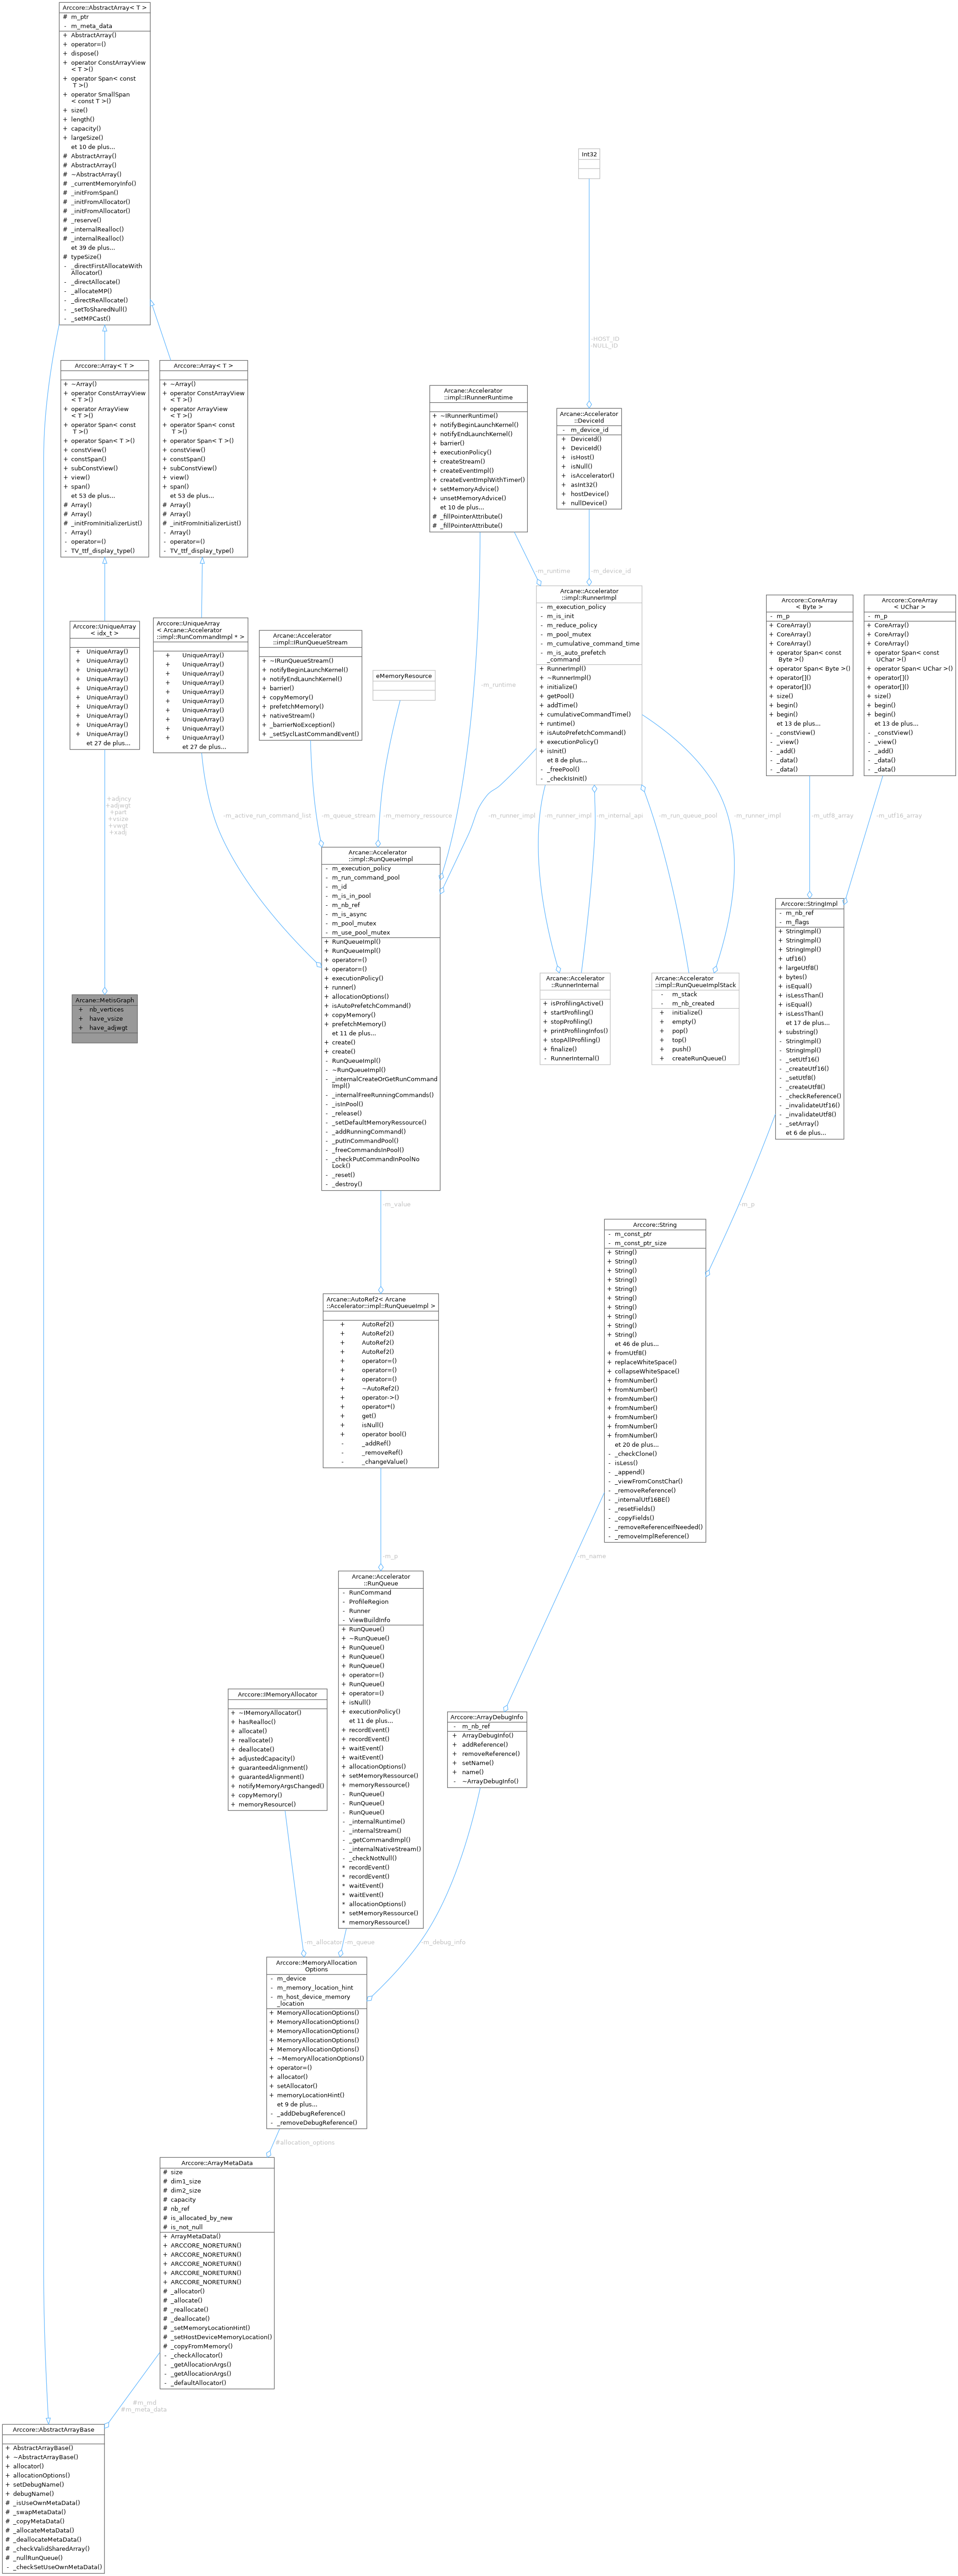 Arccore::AbstractArray< T >
# m_ptr
- m_meta_data
+ AbstractArray()
+ operator=()
+ dispose()
+ operator ConstArrayView
< T >()
+ operator Span< const
T >()
+ operator SmallSpan
< const T >()
+ size()
+ length()
+ capacity()
+ largeSize()
et 10 de plus...
# AbstractArray()
# AbstractArray()
# ~AbstractArray()
# _currentMemoryInfo()
# _initFromSpan()
# _initFromAllocator()
# _initFromAllocator()
# _reserve()
# _internalRealloc()
# _internalRealloc()
et 39 de plus...
# typeSize()
- _directFirstAllocateWith
Allocator()
- _directAllocate()
- _allocateMP()
- _directReAllocate()
- _setToSharedNull()
- _setMPCast()
Int32
-HOST_ID
-NULL_ID
Arccore::Array< T >
+ ~Array()
+ operator ConstArrayView
< T >()
+ operator ArrayView
< T >()
+ operator Span< const
T >()
+ operator Span< T >()
+ constView()
+ constSpan()
+ subConstView()
+ view()
+ span()
et 53 de plus...
# Array()
# Array()
# _initFromInitializerList()
- Array()
- operator=()
- TV_ttf_display_type()
Arccore::Array< T >
+ ~Array()
+ operator ConstArrayView
< T >()
+ operator ArrayView
< T >()
+ operator Span< const
T >()
+ operator Span< T >()
+ constView()
+ constSpan()
+ subConstView()
+ view()
+ span()
et 53 de plus...
# Array()
# Array()
# _initFromInitializerList()
- Array()
- operator=()
- TV_ttf_display_type()
Arcane::Accelerator
::impl::IRunnerRuntime
+ ~IRunnerRuntime()
+ notifyBeginLaunchKernel()
+ notifyEndLaunchKernel()
+ barrier()
+ executionPolicy()
+ createStream()
+ createEventImpl()
+ createEventImplWithTimer()
+ setMemoryAdvice()
+ unsetMemoryAdvice()
et 10 de plus...
# _fillPointerAttribute()
# _fillPointerAttribute()
Arcane::Accelerator
::DeviceId
- m_device_id
+ DeviceId()
+ DeviceId()
+ isHost()
+ isNull()
+ isAccelerator()
+ asInt32()
+ hostDevice()
+ nullDevice()
-m_runtime
-m_device_id
Arcane::Accelerator
::impl::RunnerImpl
- m_execution_policy
- m_is_init
- m_reduce_policy
- m_pool_mutex
- m_cumulative_command_time
- m_is_auto_prefetch
_command
+ RunnerImpl()
+ ~RunnerImpl()
+ initialize()
+ getPool()
+ addTime()
+ cumulativeCommandTime()
+ runtime()
+ isAutoPrefetchCommand()
+ executionPolicy()
+ isInit()
et 8 de plus...
- _freePool()
- _checkIsInit()
Arccore::CoreArray
< Byte >
- m_p
+ CoreArray()
+ CoreArray()
+ CoreArray()
+ operator Span< const
Byte >()
+ operator Span< Byte >()
+ operator[]()
+ operator[]()
+ size()
+ begin()
+ begin()
et 13 de plus...
- _constView()
- _view()
- _add()
- _data()
- _data()
Arccore::CoreArray
< UChar >
- m_p
+ CoreArray()
+ CoreArray()
+ CoreArray()
+ operator Span< const
UChar >()
+ operator Span< UChar >()
+ operator[]()
+ operator[]()
+ size()
+ begin()
+ begin()
et 13 de plus...
- _constView()
- _view()
- _add()
- _data()
- _data()
Arccore::UniqueArray
< idx_t >
+ UniqueArray()
+ UniqueArray()
+ UniqueArray()
+ UniqueArray()
+ UniqueArray()
+ UniqueArray()
+ UniqueArray()
+ UniqueArray()
+ UniqueArray()
+ UniqueArray()
et 27 de plus...
Arccore::UniqueArray
< Arcane::Accelerator
::impl::RunCommandImpl * >
+ UniqueArray()
+ UniqueArray()
+ UniqueArray()
+ UniqueArray()
+ UniqueArray()
+ UniqueArray()
+ UniqueArray()
+ UniqueArray()
+ UniqueArray()
+ UniqueArray()
et 27 de plus...
Arcane::Accelerator
::impl::IRunQueueStream
+ ~IRunQueueStream()
+ notifyBeginLaunchKernel()
+ notifyEndLaunchKernel()
+ barrier()
+ copyMemory()
+ prefetchMemory()
+ nativeStream()
+ _barrierNoException()
+ _setSyclLastCommandEvent()
eMemoryResource
-m_runtime
+adjncy
+adjwgt
+part
+vsize
+vwgt
+xadj
-m_active_run_command_list
-m_queue_stream
-m_memory_ressource
-m_runner_impl
-m_runner_impl
-m_internal_api
-m_run_queue_pool
-m_runner_impl
-m_utf8_array
-m_utf16_array
Arcane::Accelerator
::impl::RunQueueImpl
- m_execution_policy
- m_run_command_pool
- m_id
- m_is_in_pool
- m_nb_ref
- m_is_async
- m_pool_mutex
- m_use_pool_mutex
+ RunQueueImpl()
+ RunQueueImpl()
+ operator=()
+ operator=()
+ executionPolicy()
+ runner()
+ allocationOptions()
+ isAutoPrefetchCommand()
+ copyMemory()
+ prefetchMemory()
et 11 de plus...
+ create()
+ create()
- RunQueueImpl()
- ~RunQueueImpl()
- _internalCreateOrGetRunCommand
Impl()
- _internalFreeRunningCommands()
- _isInPool()
- _release()
- _setDefaultMemoryRessource()
- _addRunningCommand()
- _putInCommandPool()
- _freeCommandsInPool()
- _checkPutCommandInPoolNo
Lock()
- _reset()
- _destroy()
Arcane::MetisGraph
+ nb_vertices
+ have_vsize
+ have_adjwgt
Arcane::Accelerator
::RunnerInternal
+ isProfilingActive()
+ startProfiling()
+ stopProfiling()
+ printProfilingInfos()
+ stopAllProfiling()
+ finalize()
- RunnerInternal()
Arcane::Accelerator
::impl::RunQueueImplStack
- m_stack
- m_nb_created
+ initialize()
+ empty()
+ pop()
+ top()
+ push()
+ createRunQueue()
Arccore::StringImpl
- m_nb_ref
- m_flags
+ StringImpl()
+ StringImpl()
+ StringImpl()
+ utf16()
+ largeUtf8()
+ bytes()
+ isEqual()
+ isLessThan()
+ isEqual()
+ isLessThan()
et 17 de plus...
+ substring()
- StringImpl()
- StringImpl()
- _setUtf16()
- _createUtf16()
- _setUtf8()
- _createUtf8()
- _checkReference()
- _invalidateUtf16()
- _invalidateUtf8()
- _setArray()
et 6 de plus...
-m_value
-m_p
Arccore::String
- m_const_ptr
- m_const_ptr_size
+ String()
+ String()
+ String()
+ String()
+ String()
+ String()
+ String()
+ String()
+ String()
+ String()
et 46 de plus...
+ fromUtf8()
+ replaceWhiteSpace()
+ collapseWhiteSpace()
+ fromNumber()
+ fromNumber()
+ fromNumber()
+ fromNumber()
+ fromNumber()
+ fromNumber()
+ fromNumber()
et 20 de plus...
- _checkClone()
- isLess()
- _append()
- _viewFromConstChar()
- _removeReference()
- _internalUtf16BE()
- _resetFields()
- _copyFields()
- _removeReferenceIfNeeded()
- _removeImplReference()
Arcane::AutoRef2< Arcane
::Accelerator::impl::RunQueueImpl >
+ AutoRef2()
+ AutoRef2()
+ AutoRef2()
+ AutoRef2()
+ operator=()
+ operator=()
+ operator=()
+ ~AutoRef2()
+ operator->()
+ operator*()
+ get()
+ isNull()
+ operator bool()
- _addRef()
- _removeRef()
- _changeValue()
-m_p
-m_name
Arcane::Accelerator
::RunQueue
- RunCommand
- ProfileRegion
- Runner
- ViewBuildInfo
+ RunQueue()
+ ~RunQueue()
+ RunQueue()
+ RunQueue()
+ RunQueue()
+ operator=()
+ RunQueue()
+ operator=()
+ isNull()
+ executionPolicy()
et 11 de plus...
+ recordEvent()
+ recordEvent()
+ waitEvent()
+ waitEvent()
+ allocationOptions()
+ setMemoryRessource()
+ memoryRessource()
- RunQueue()
- RunQueue()
- RunQueue()
- _internalRuntime()
- _internalStream()
- _getCommandImpl()
- _internalNativeStream()
- _checkNotNull()
* recordEvent()
* recordEvent()
* waitEvent()
* waitEvent()
* allocationOptions()
* setMemoryRessource()
* memoryRessource()
Arccore::IMemoryAllocator
+ ~IMemoryAllocator()
+ hasRealloc()
+ allocate()
+ reallocate()
+ deallocate()
+ adjustedCapacity()
+ guaranteedAlignment()
+ guarantedAlignment()
+ notifyMemoryArgsChanged()
+ copyMemory()
+ memoryResource()
Arccore::ArrayDebugInfo
- m_nb_ref
+ ArrayDebugInfo()
+ addReference()
+ removeReference()
+ setName()
+ name()
- ~ArrayDebugInfo()
-m_allocator
-m_queue
-m_debug_info
Arccore::MemoryAllocation
Options
- m_device
- m_memory_location_hint
- m_host_device_memory
_location
+ MemoryAllocationOptions()
+ MemoryAllocationOptions()
+ MemoryAllocationOptions()
+ MemoryAllocationOptions()
+ MemoryAllocationOptions()
+ ~MemoryAllocationOptions()
+ operator=()
+ allocator()
+ setAllocator()
+ memoryLocationHint()
et 9 de plus...
- _addDebugReference()
- _removeDebugReference()
#allocation_options
Arccore::ArrayMetaData
# size
# dim1_size
# dim2_size
# capacity
# nb_ref
# is_allocated_by_new
# is_not_null
+ ArrayMetaData()
+ ARCCORE_NORETURN()
+ ARCCORE_NORETURN()
+ ARCCORE_NORETURN()
+ ARCCORE_NORETURN()
+ ARCCORE_NORETURN()
# _allocator()
# _allocate()
# _reallocate()
# _deallocate()
# _setMemoryLocationHint()
# _setHostDeviceMemoryLocation()
# _copyFromMemory()
- _checkAllocator()
- _getAllocationArgs()
- _getAllocationArgs()
- _defaultAllocator()
#m_md
#m_meta_data
Arccore::AbstractArrayBase
+ AbstractArrayBase()
+ ~AbstractArrayBase()
+ allocator()
+ allocationOptions()
+ setDebugName()
+ debugName()
# _isUseOwnMetaData()
# _swapMetaData()
# _copyMetaData()
# _allocateMetaData()
# _deallocateMetaData()
# _checkValidSharedArray()
# _nullRunQueue()
- _checkSetUseOwnMetaData()